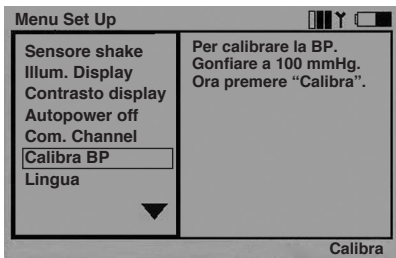 Menu Set Up
Sensore shake
Illum. Display
Contrasto display
Autopower off
Com. Channel
Calibra BP
Lingua
Per calibrare la BP.
Gonfiare a 100 mmHg.
Ora premere “Calibra”.
Calibra